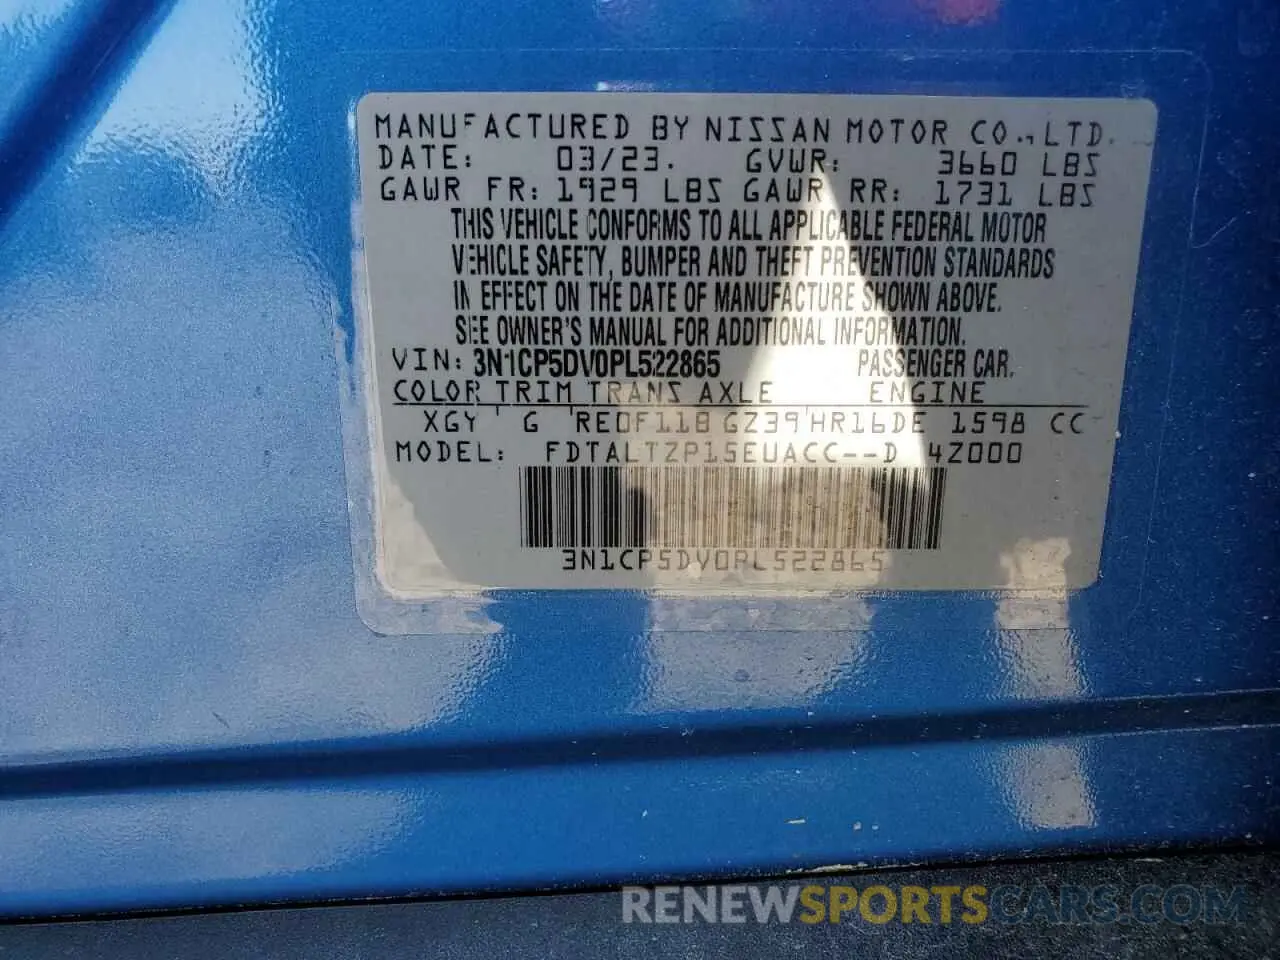 MANUFACTURED BY NISSAN MOTOR CO., LTD.
DATE: 03/23. GVWR: 3660 LBS
GAWR FR: 1929 LBS GAWR RR: 1731 LBS
THIS VEHICLE CONFORMS TO ALL APPLICABLE FEDERAL MOTOR
VEHICLE SAFETY, BUMPER AND THEFT PREVENTION STANDARDS
IN EFFECT ON THE DATE OF MANUFACTURE SHOWN ABOVE.
SEE OWNER'S MANUAL FOR ADDITIONAL INFORMATION.
VIN: 3N1CP5DV0PL522865 PASSENGER CAR.
COLOR TRIM TRANS AXLE ENGINE
XGY G RE0F11B GZ39 HR16DE 1598 CC
MODEL: FDTALTZP1SEUACC--D 4Z000
3N1CP5DV0PL522865
RENEWSPORTSCARS.COM